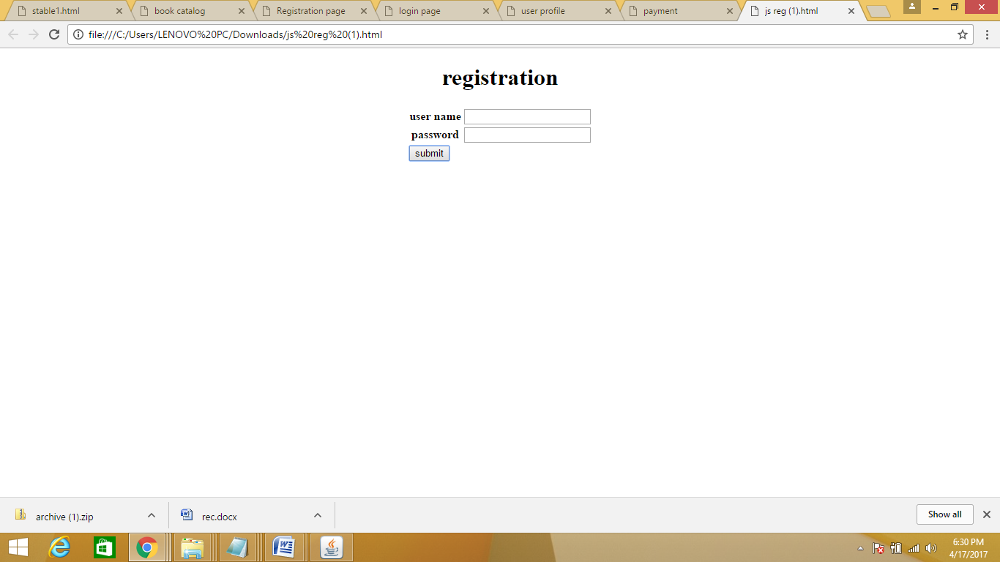 stable1.html
book catalog
Registration page
login page
user profile
payment
js reg (1).html
file:///C:/Users/LENOVO%20PC/Downloads/js%20reg%20(1).html
registration
user name
password
submit
archive (1).zip
rec.docx
Show all
6:30 PM
4/17/2017